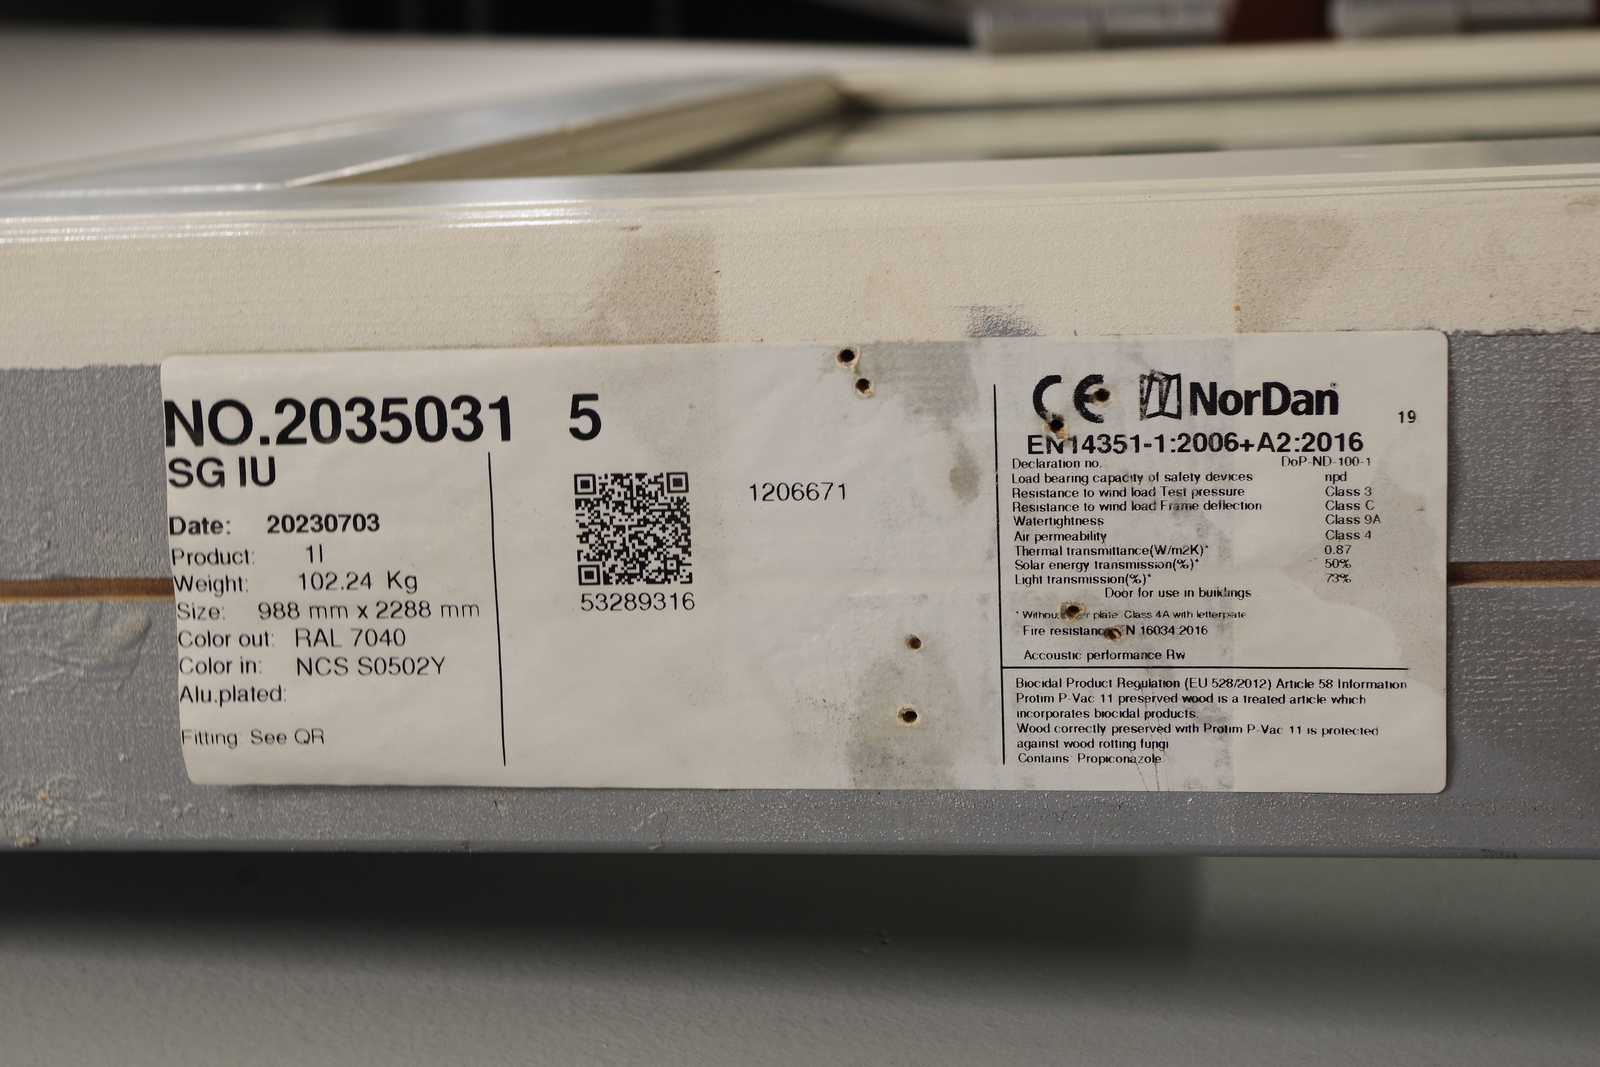 NO.2035031 5
SG IU
Date: 20230703
Product: 1I
Weight: 102.24 Kg
Size: 988 mm x 2288 mm
Color out: RAL 7040
Color in: NCS S0502Y
Alu.plated:
Fitting: See QR
53289316
1206671
CE NorDan 19
EN14351-1:2006+A2:2016
Declaration no. DoP-ND-100-1
Load bearing capacity of safety devices npd
Resistance to wind load Test pressure Class 3
Resistance to wind load Frame deflection Class C
Watertightness Class 9A
Air permeability Class 4
Thermal transmittance(W/m2K)* 0.87
Solar energy transmission(%)* 50%
Light transmission(%)* 73%
Door for use in buildings
plate: Class 4A with letterplate
Fire resistance N 16034:2016
Accoustic performance Rw
Biocidal Product Regulation (EU 528/2012) Article 58 Information
Protim P-Vac 11 preserved wood is a treated article which
incorporates biocidal products.
Wood correctly preserved with Protim P-Vac 11 is protected
against wood rotting fungi
Contains: Propiconazole